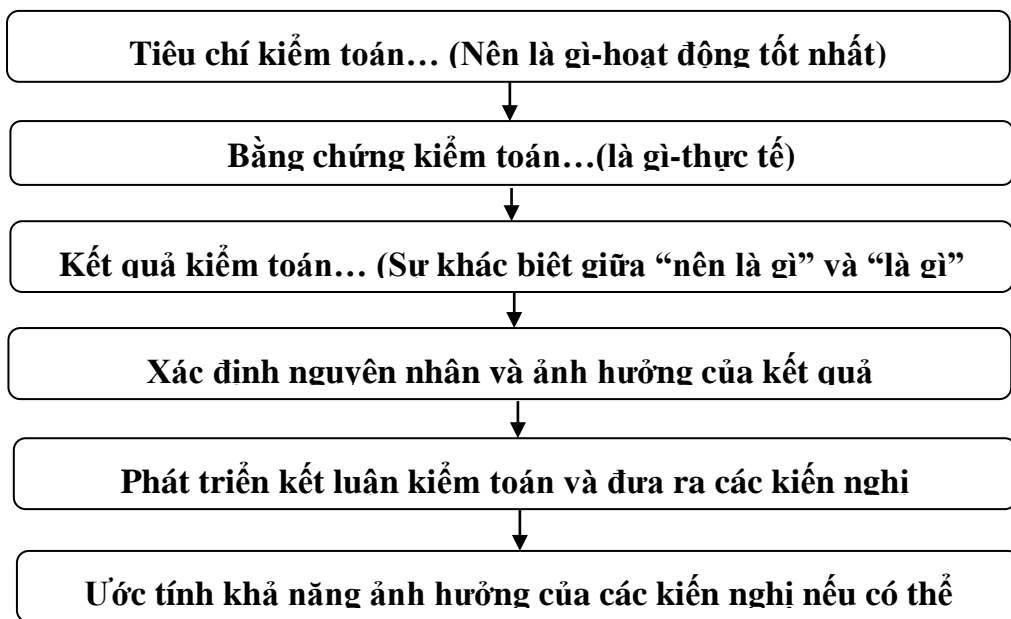 Tiêu chí kiểm toán… (Nên là gì-hoạt động tốt nhất)
Bằng chứng kiểm toán…(là gì-thực tế)
Kết quả kiểm toán… (Sự khác biệt giữa “nên là gì” và “là gì”
Xác định nguyên nhân và ảnh hưởng của kết quả
Phát triển kết luận kiểm toán và đưa ra các kiến nghị
Ước tính khả năng ảnh hưởng của các kiến nghị nếu có thể